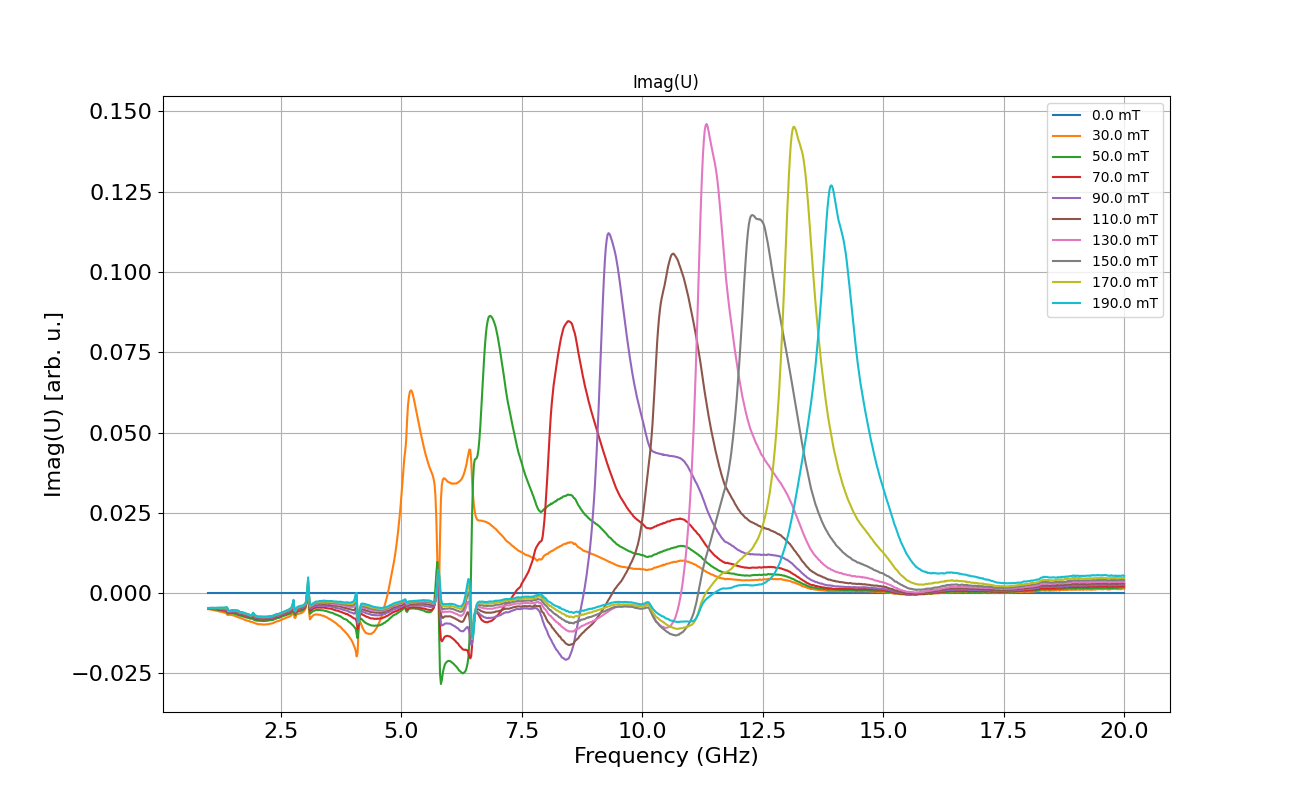 Imag(U)
0.150
0.125
0.100
0.075
0.050
0.025
0.000
−0.025
Imag(U) [arb. u.]
0.0 mT
30.0 mT
50.0 mT
70.0 mT
90.0 mT
110.0 mT
130.0 mT
150.0 mT
170.0 mT
190.0 mT
2.5 5.0 7.5 10.0 12.5 15.0 17.5 20.0
Frequency (GHz)